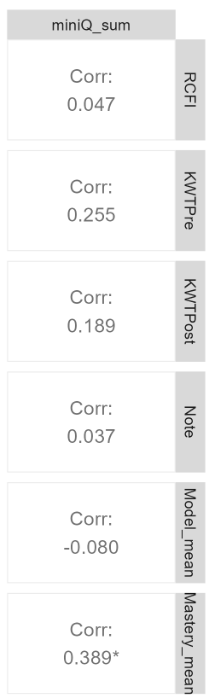 miniQ_sum
Corr:
0.047
RCFI
Corr:
0.255
KWTPre
Corr:
0.189
KWTPost
Corr:
0.037
Note
Corr:
-0.080
Model_mean
Corr:
0.389*
Mastery_mean